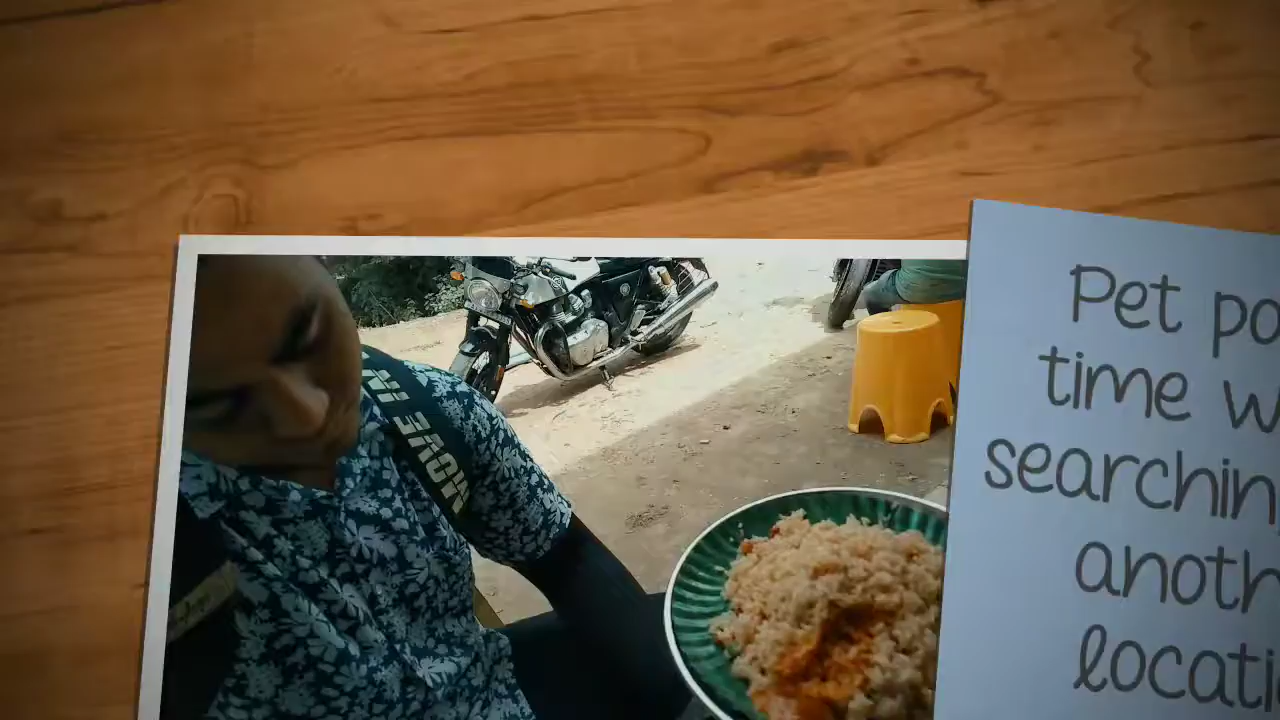 Pet po
time w
searchin
anoth
locati